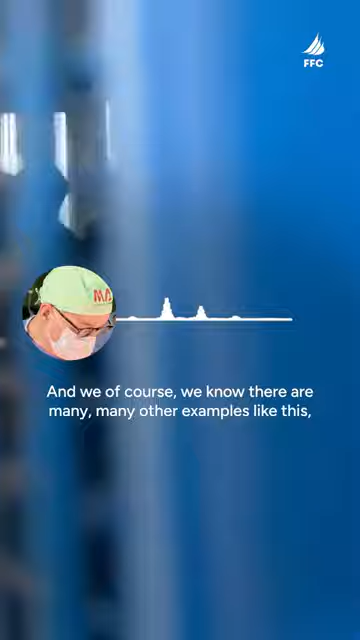 FFC
MA
And we of course, we know there are
many, many other examples like this,